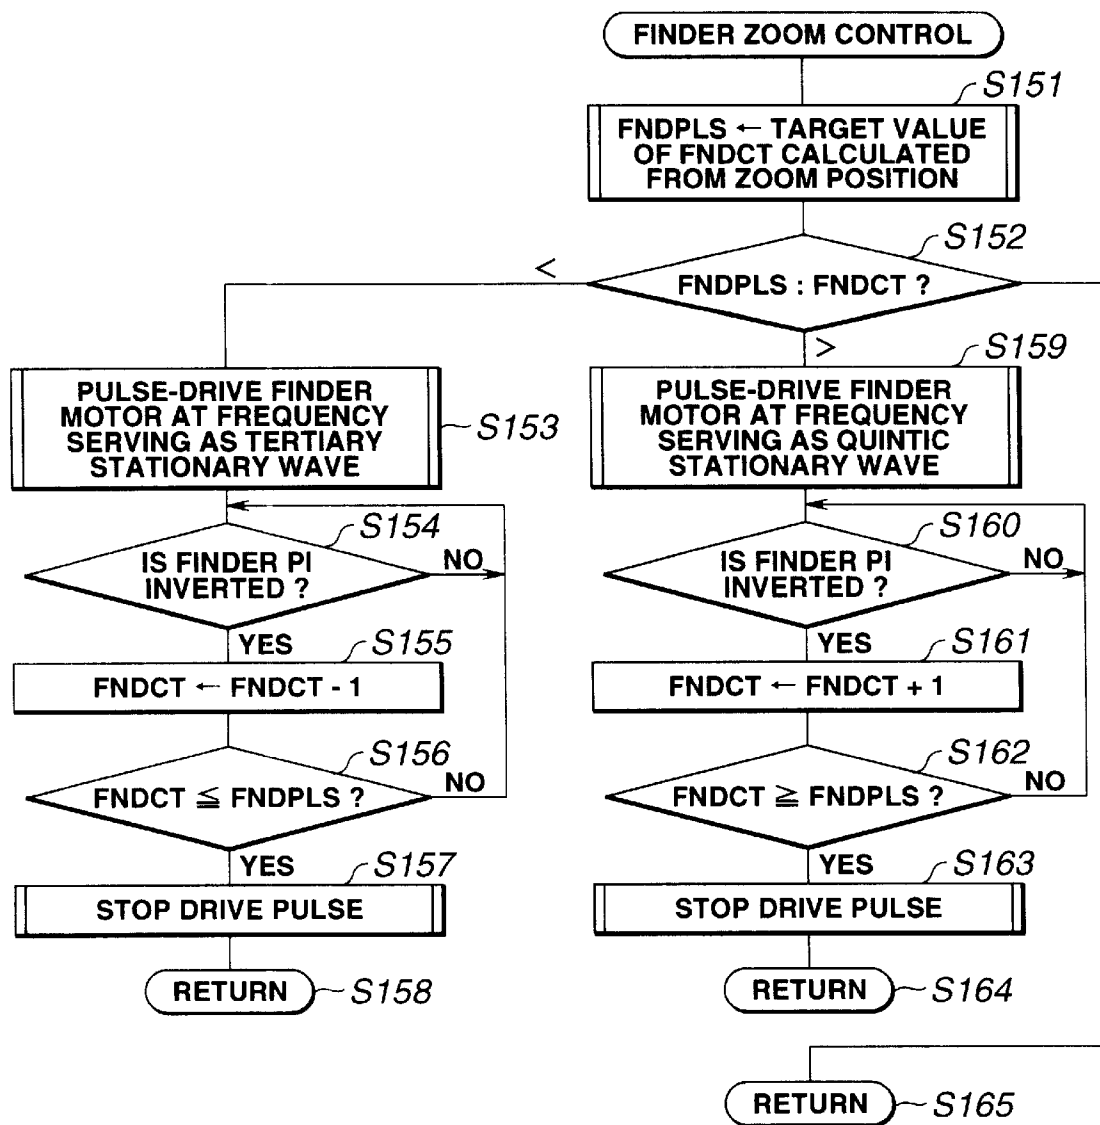 FINDER ZOOM CONTROL
S151
FNDPLS ← TARGET VALUE
OF FNDCT CALCULATED
FROM ZOOM POSITION
S152
FNDPLS : FNDCT ?
<
>
PULSE-DRIVE FINDER
MOTOR AT FREQUENCY
SERVING AS TERTIARY
STATIONARY WAVE
S153
S154
IS FINDER PI
INVERTED ?
NO
YES
S155
FNDCT ← FNDCT - 1
S156
FNDCT ≦ FNDPLS ?
NO
YES
S157
STOP DRIVE PULSE
RETURN
S158
S159
PULSE-DRIVE FINDER
MOTOR AT FREQUENCY
SERVING AS QUINTIC
STATIONARY WAVE
S160
IS FINDER PI
INVERTED ?
NO
YES
S161
FNDCT ← FNDCT + 1
S162
FNDCT ≧ FNDPLS ?
NO
YES
S163
STOP DRIVE PULSE
RETURN
S164
RETURN
S165